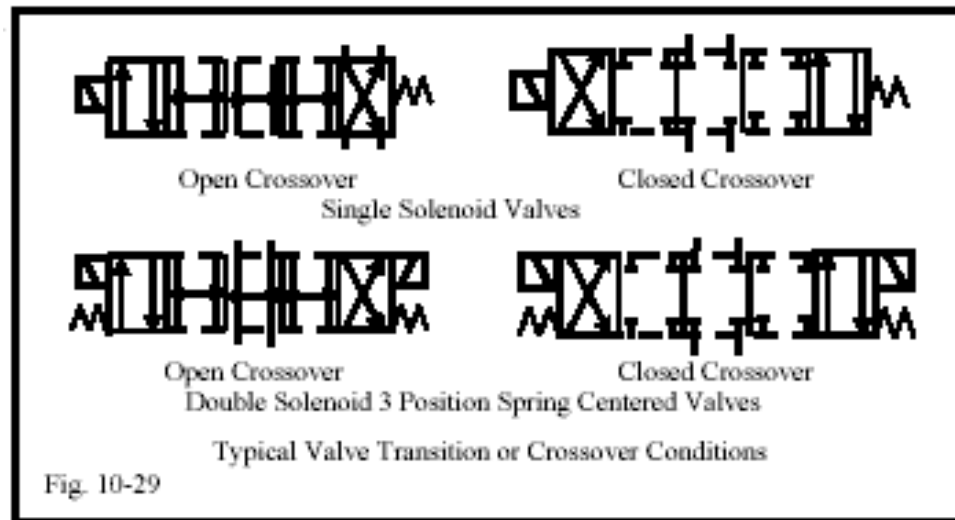 Open Crossover Closed Crossover
Single Solenoid Valves
Open Crossover Closed Crossover
Double Solenoid 3 Position Spring Centered Valves
Typical Valve Transition or Crossover Conditions
Fig. 10-29